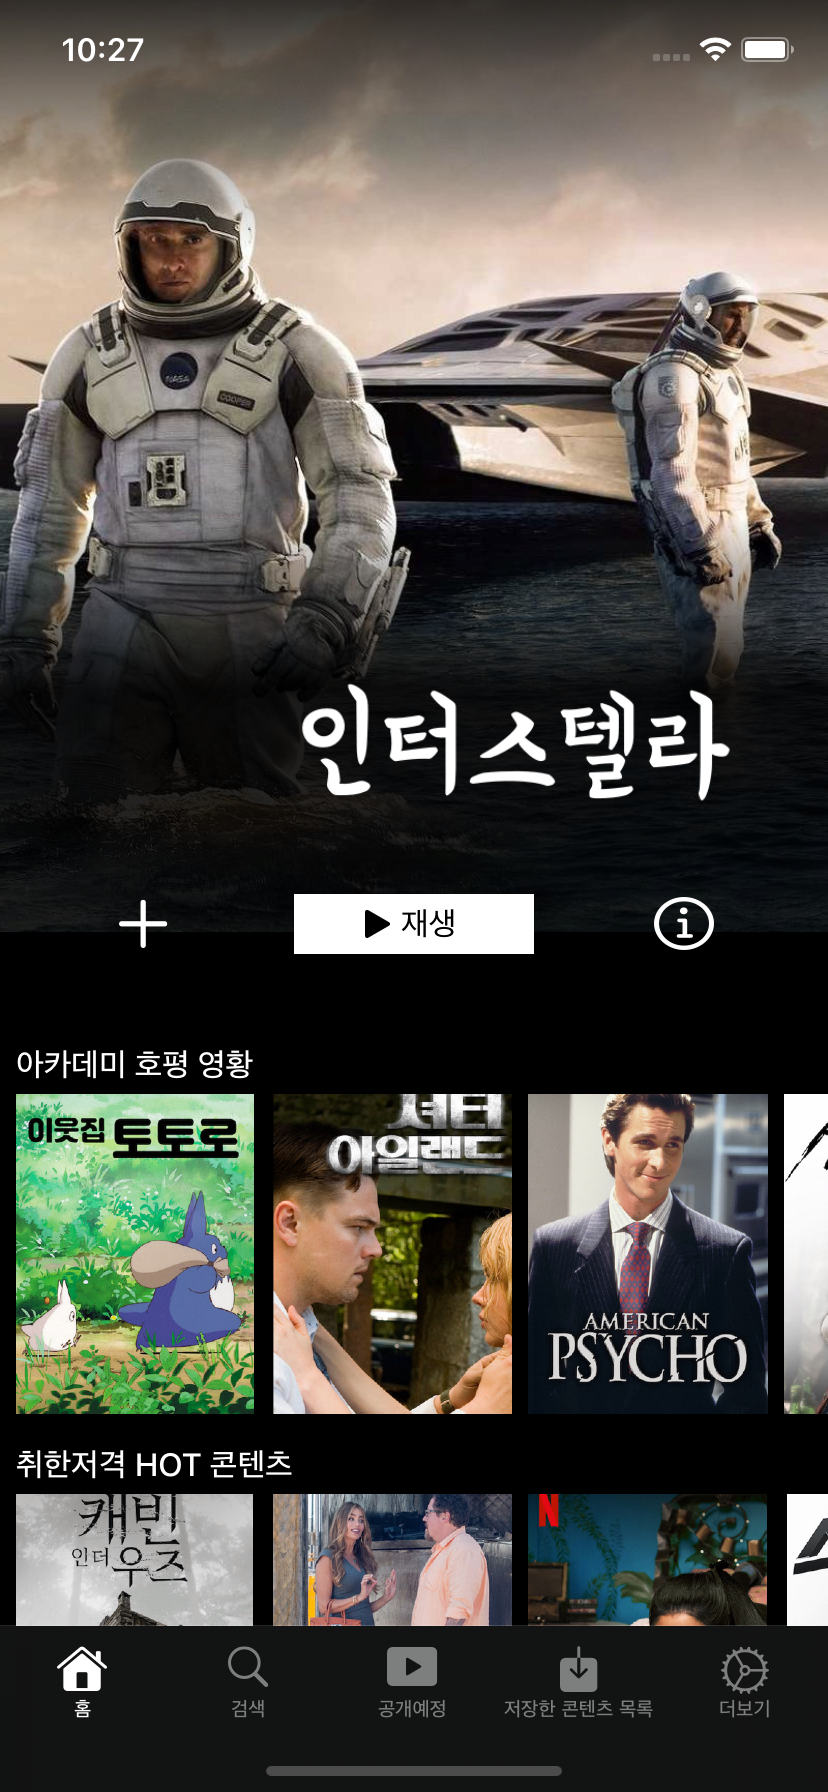 10:27
NASA
COOPER
인터스텔라
재생
아카데미 호평 영황
이웃집 토토로
셔터
아일랜드
AMERICAN
PSYCHO
취한저격 HOT 콘텐츠
캐빈
인더 우즈
N
홈
검색
공개예정
저장한 콘텐츠 목록
더보기